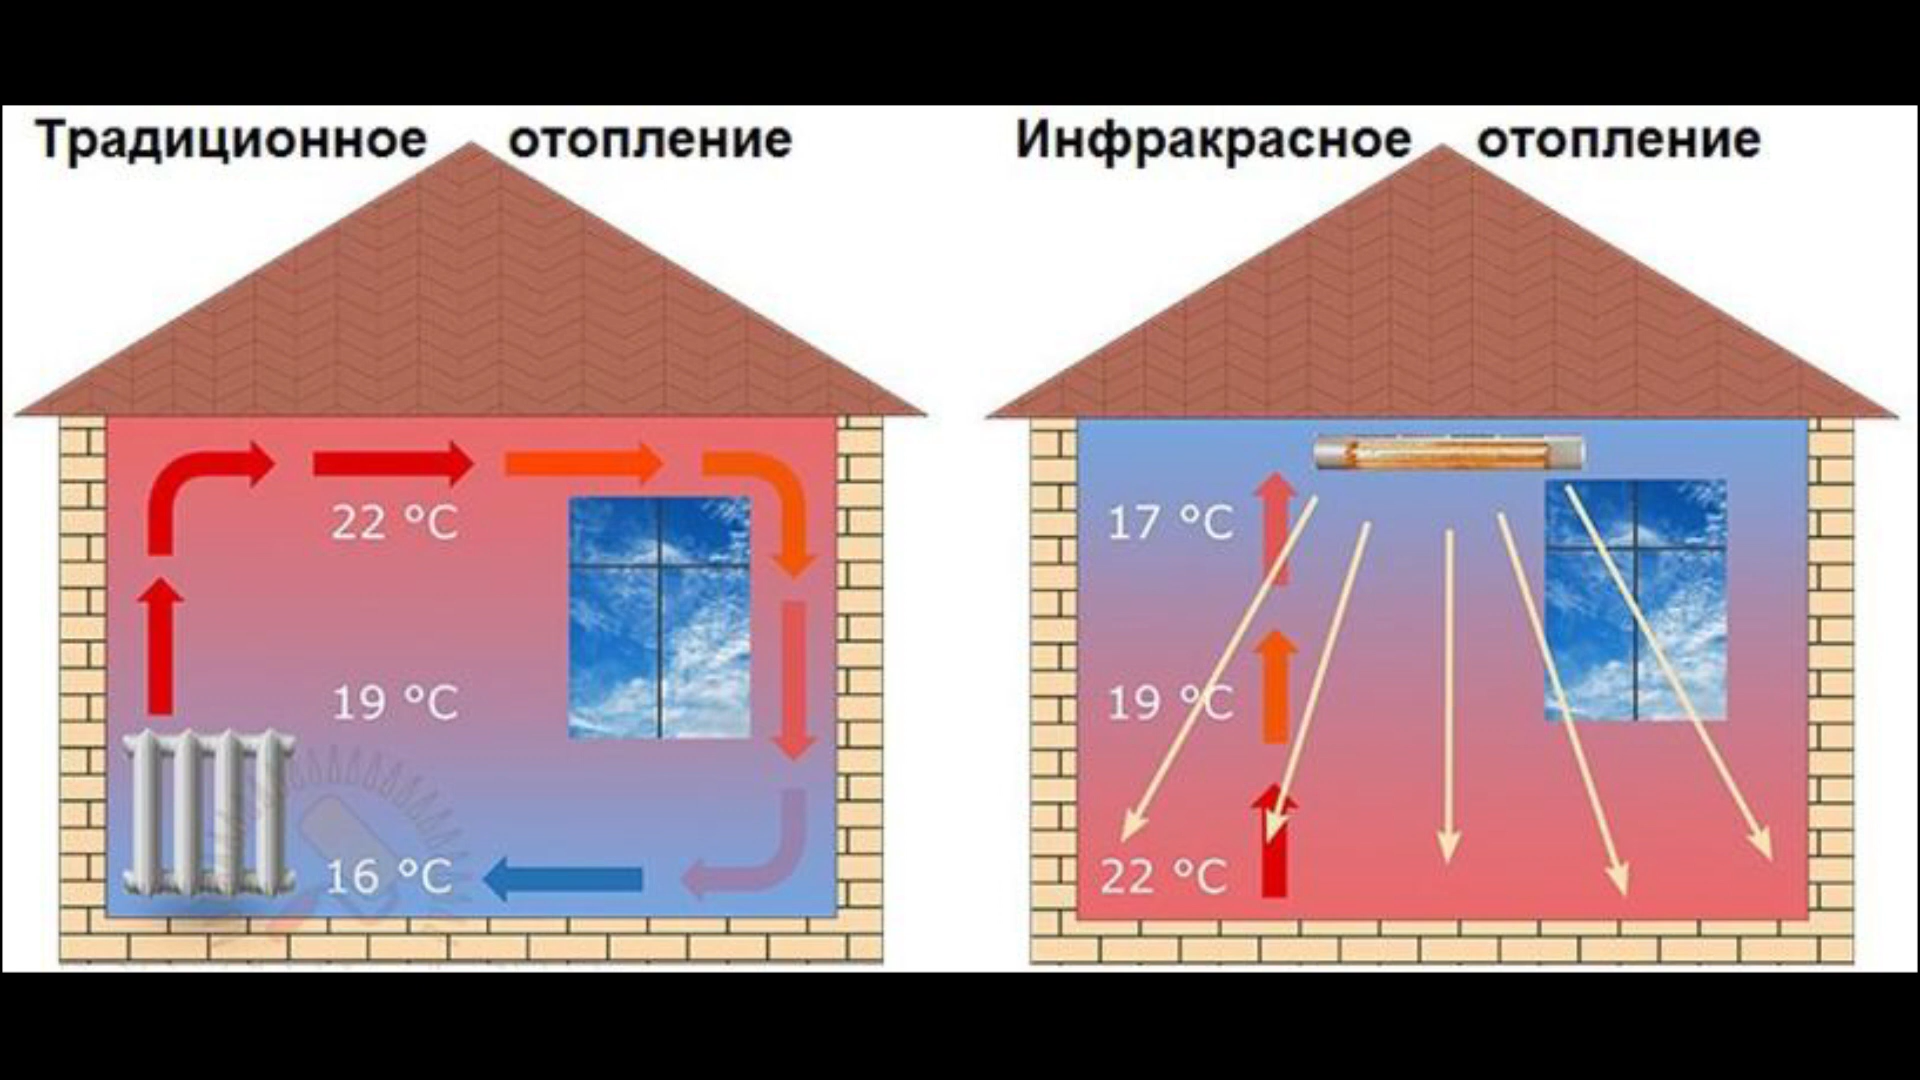 Традиционное отопление
22 °C
19 °C
16 °C
Инфракрасное отопление
17 °C
19 °C
22 °C